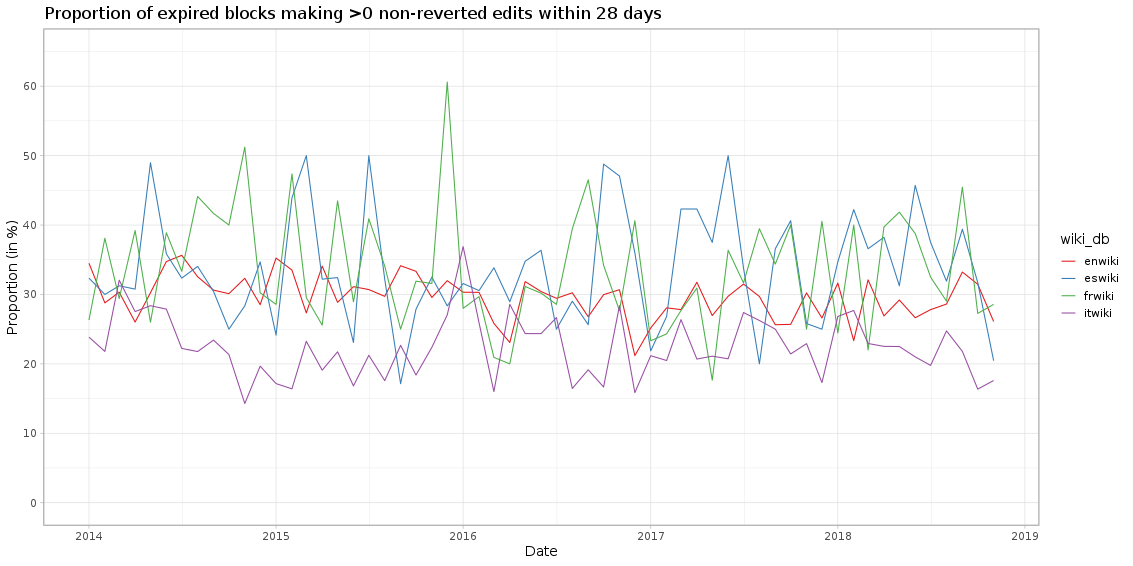 Proportion of expired blocks making >0 non-reverted edits within 28 days
Proportion (in %)
60
50
40
30
20
10
0
2014
2015
2016
2017
2018
2019
Date
wiki_db
enwiki
eswiki
frwiki
itwiki